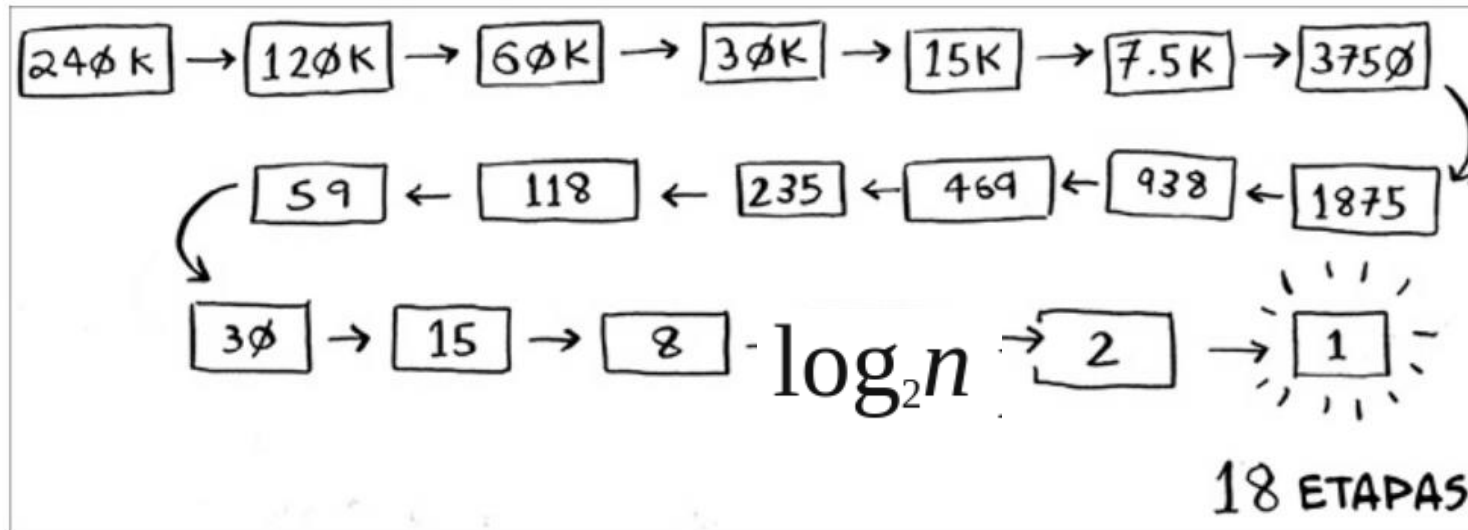 240K → 120K → 60K → 30K → 15K → 7.5K → 3750
59 ← 118 ← 235 ← 469 ← 938 ← 1875
30 → 15 → 8 - log₂n → 2 → 1
18 ETAPAS